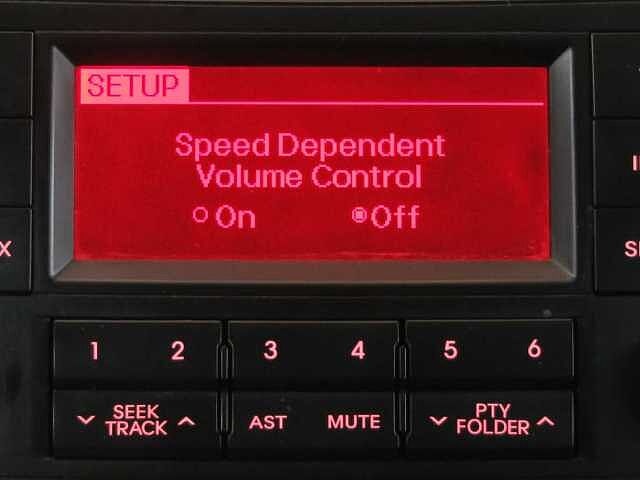 SETUP
Speed Dependent
Volume Control
On Off
1 2 3 4 5 6
SEEK
TRACK
AST MUTE
PTY
FOLDER